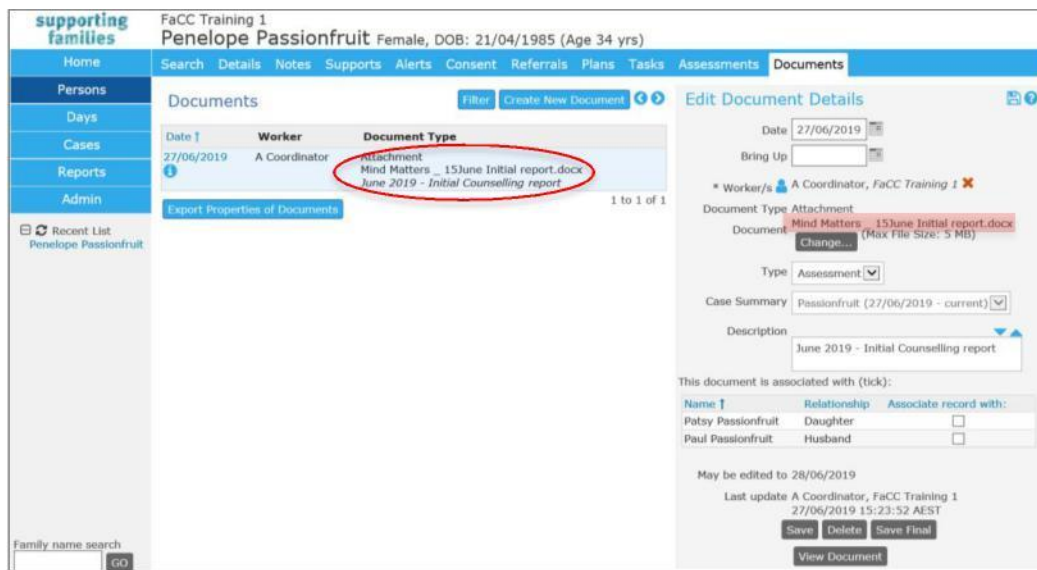 supporting
families
FaCC Training 1
Penelope Passionfruit Female, DOB: 21/04/1985 (Age 34 yrs)
Home
Persons
Days
Cases
Reports
Admin
Recent List
Penelope Passionfruit
Family name search
GO
Search Details Notes Supports Alerts Consent Referrals Plans Tasks Assessments Documents
Documents
Filter Create New Document
Date ↑ Worker Document Type
27/06/2019 A Coordinator Attachment
Mind Matters _ 15June Initial report.docx
June 2019 - Initial Counselling report
Export Properties of Documents
1 to 1 of 1
Edit Document Details
Date 27/06/2019
Bring Up
* Worker/s A Coordinator, FaCC Training 1
Document Type Attachment
Document Mind Matters _ 15June Initial report.docx
Change... (Max File Size: 5 MB)
Type Assessment
Case Summary Passionfruit (27/06/2019 - current)
Description
June 2019 - Initial Counselling report
This document is associated with (tick):
Name ↑ Relationship Associate record with:
Patsy Passionfruit Daughter
Paul Passionfruit Husband
May be edited to 28/06/2019
Last update A Coordinator, FaCC Training 1
27/06/2019 15:23:52 AEST
Save Delete Save Final
View Document